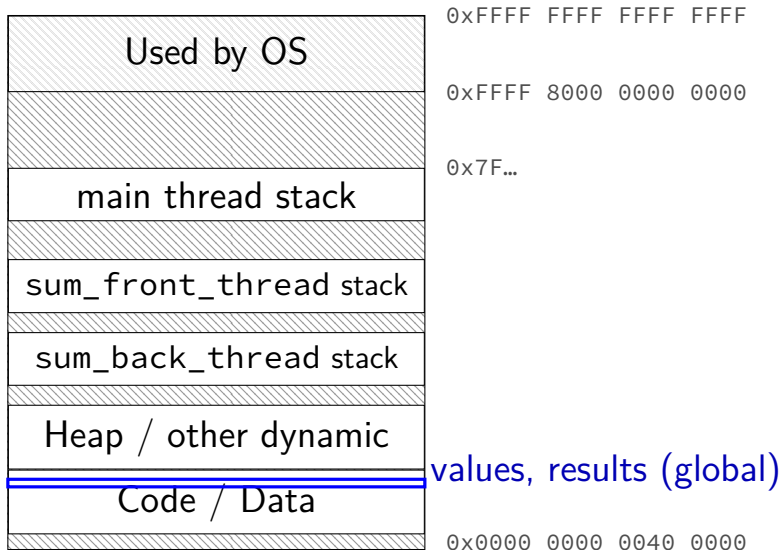 0xFFFF FFFF FFFF FFFF
Used by OS
0xFFFF 8000 0000 0000
0x7F…
main thread stack
sum_front_thread stack
sum_back_thread stack
Heap / other dynamic
values, results (global)
Code / Data
0x0000 0000 0040 0000